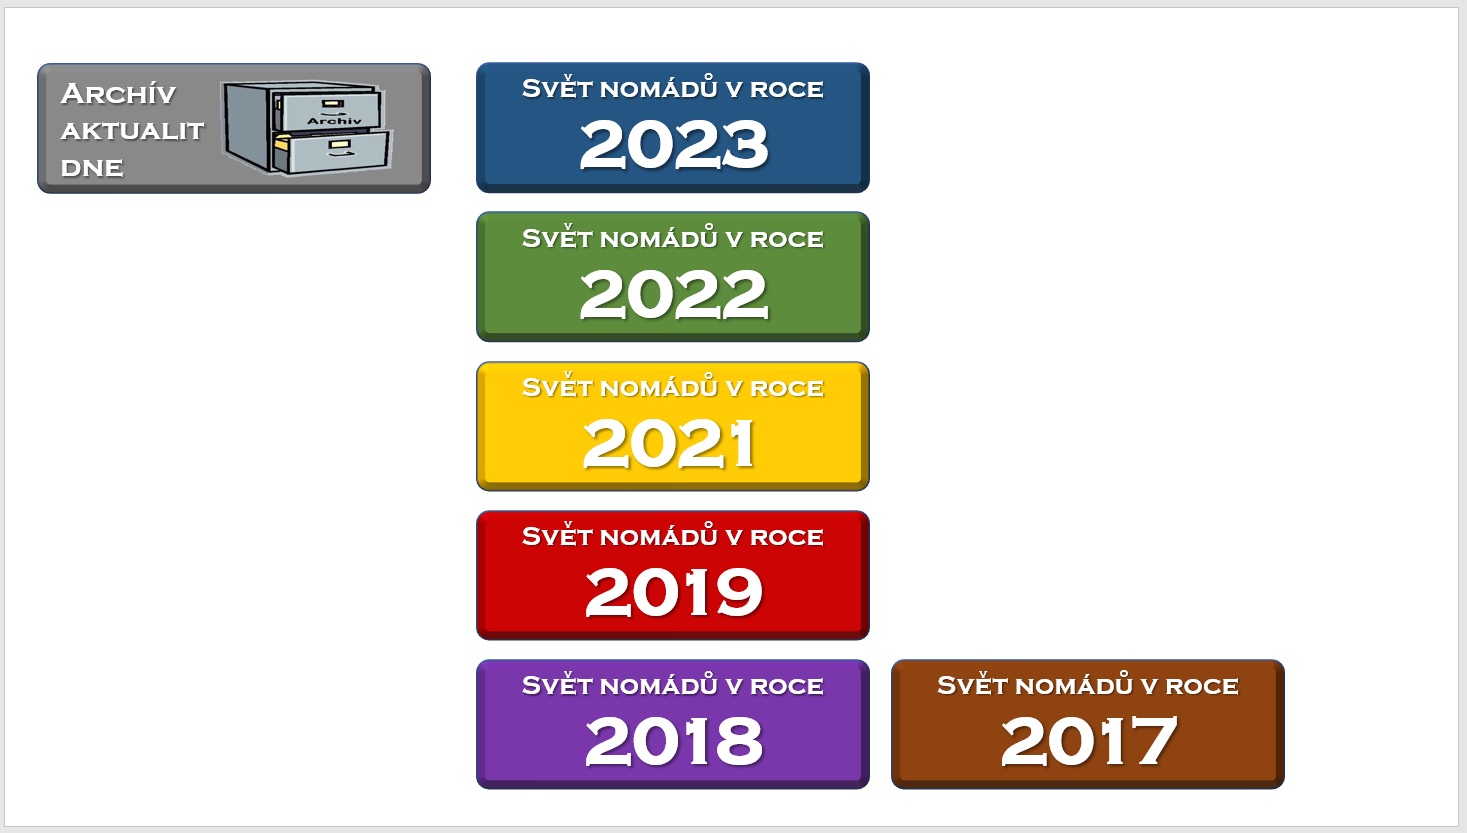 Archív
aktualit
dne
Archiv
Svět nomádů v roce
2023
Svět nomádů v roce
2022
Svět nomádů v roce
2021
Svět nomádů v roce
2019
Svět nomádů v roce
2018
Svět nomádů v roce
2017